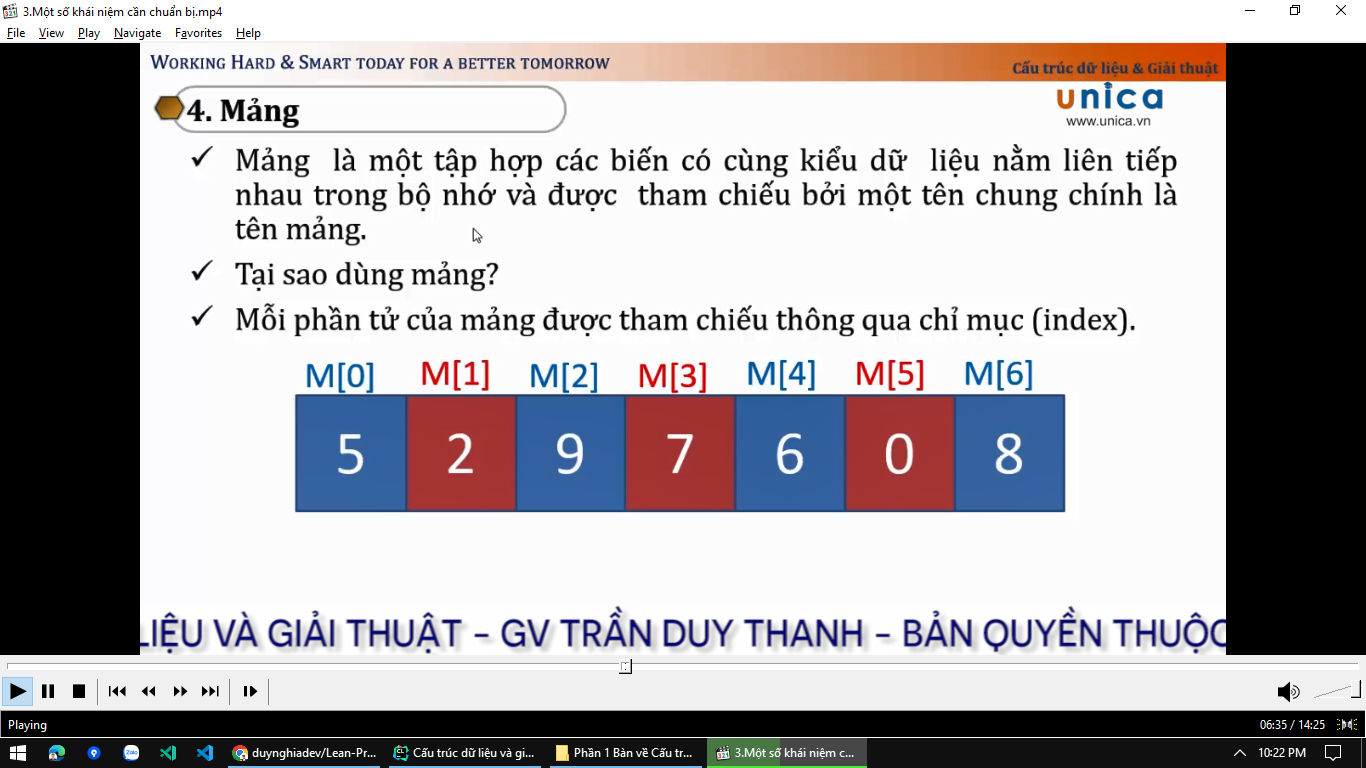 3.Một số khái niệm cần chuẩn bị.mp4
File View Play Navigate Favorites Help
WORKING HARD & SMART TODAY FOR A BETTER TOMORROW
Cấu trúc dữ liệu & Giải thuật
unica
www.unica.vn
4. Mảng
✓ Mảng là một tập hợp các biến có cùng kiểu dữ liệu nằm liên tiếp
nhau trong bộ nhớ và được tham chiếu bởi một tên chung chính là
tên mảng.
✓ Tại sao dùng mảng?
✓ Mỗi phần tử của mảng được tham chiếu thông qua chỉ mục (index).
M[0] M[1] M[2] M[3] M[4] M[5] M[6]
5 2 9 7 6 0 8
LIỆU VÀ GIẢI THUẬT - GV TRẦN DUY THANH - BẢN QUYỀN THUỘC
Playing
06:35 / 14:25
Zalo
duynghiadev/Lean-Pr...
Cấu trúc dữ liệu và gi...
Phần 1 Bàn về Cấu tr...
3.Một số khái niệm c...
10:22 PM